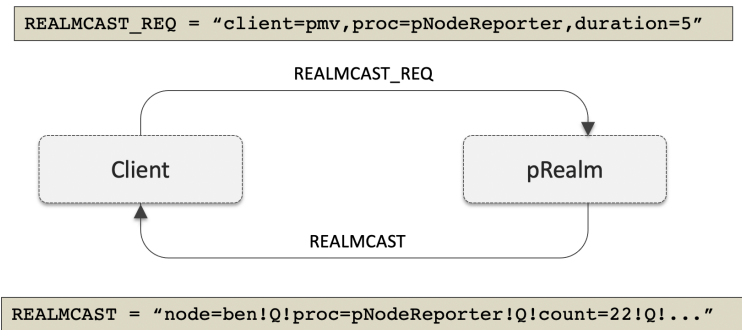 REALMCAST_REQ = “client=pmv,proc=pNodeReporter,duration=5”
REALMCAST_REQ
Client
pRealm
REALMCAST
REALMCAST = “node=ben!Q!proc=pNodeReporter!Q!count=22!Q!...”